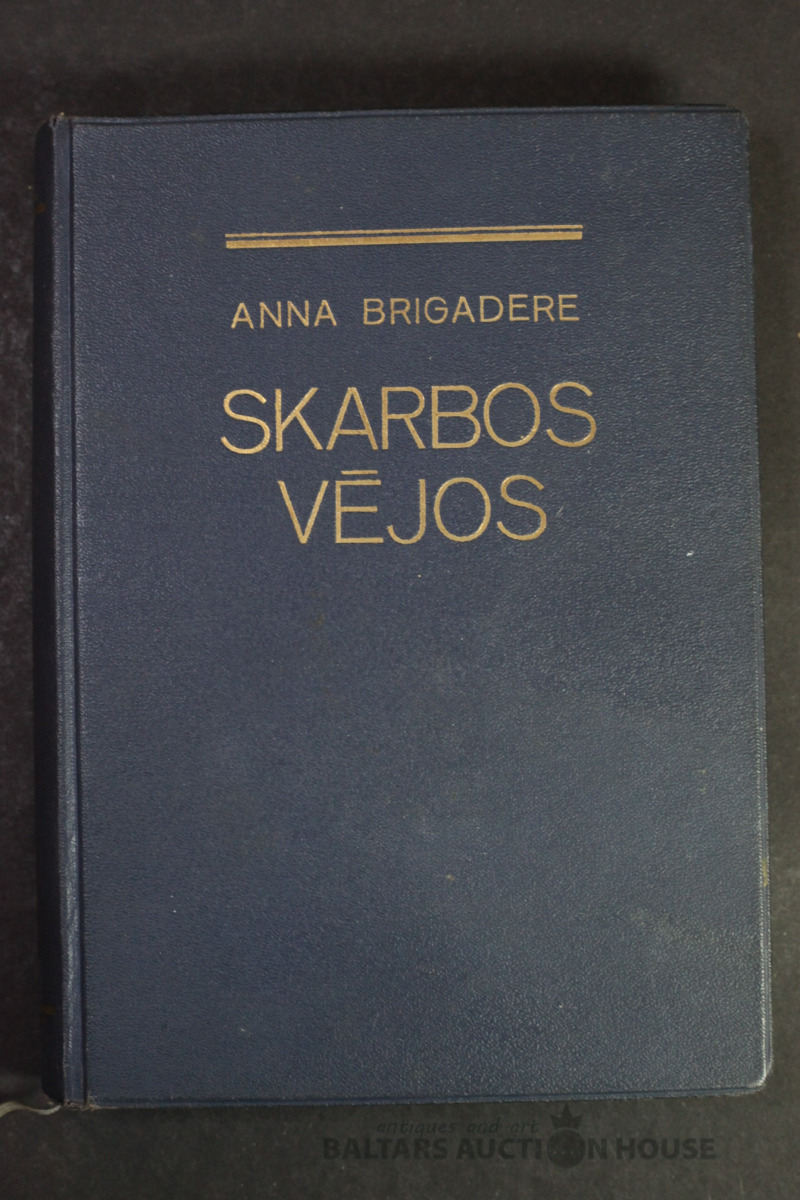 ANNA BRIGADERE
SKARBOS
VĒJOS
antiques and art
BALTARS AUCTION HOUSE